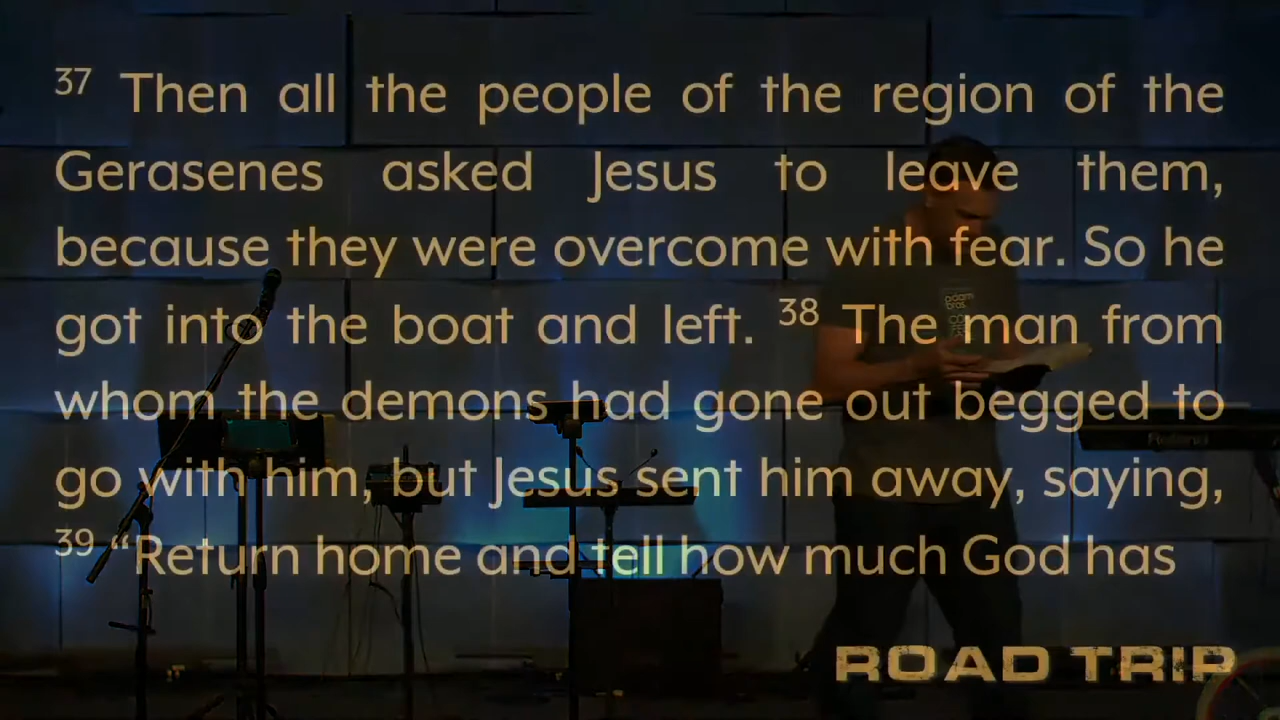 37 Then all the people of the region of the
Gerasenes asked Jesus to leave them,
because they were overcome with fear. So he
got into the boat and left. 38 The man from
whom the demons had gone out begged to
go with him, but Jesus sent him away, saying,
39 “Return home and tell how much God has
adam
bros
Roland
ROAD TRIP